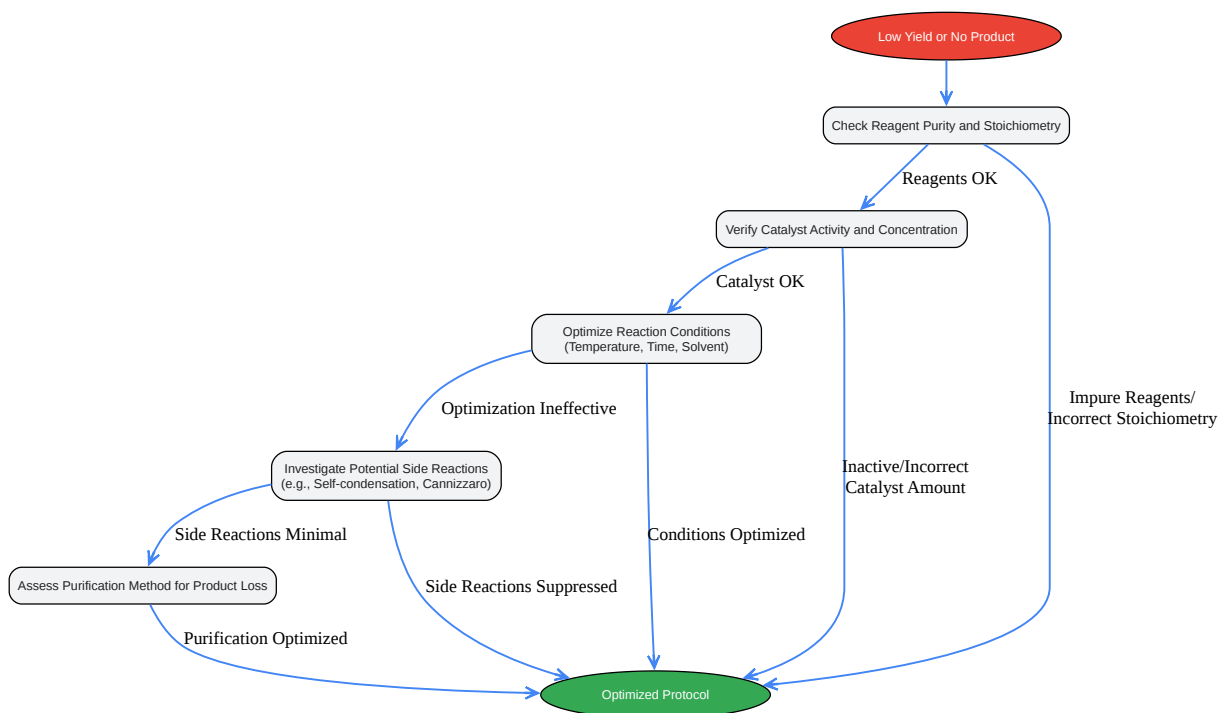 Low Yield or No Product
Check Reagent Purity and Stoichiometry
Reagents OK
Verify Catalyst Activity and Concentration
Catalyst OK
Optimize Reaction Conditions
(Temperature, Time, Solvent)
Impure Reagents/
Incorrect Stoichiometry
Optimization Ineffective
Investigate Potential Side Reactions
(e.g., Self-condensation, Cannizzaro)
Inactive/Incorrect
Catalyst Amount
Side Reactions Minimal
Conditions Optimized
Assess Purification Method for Product Loss
Side Reactions Suppressed
Purification Optimized
Optimized Protocol